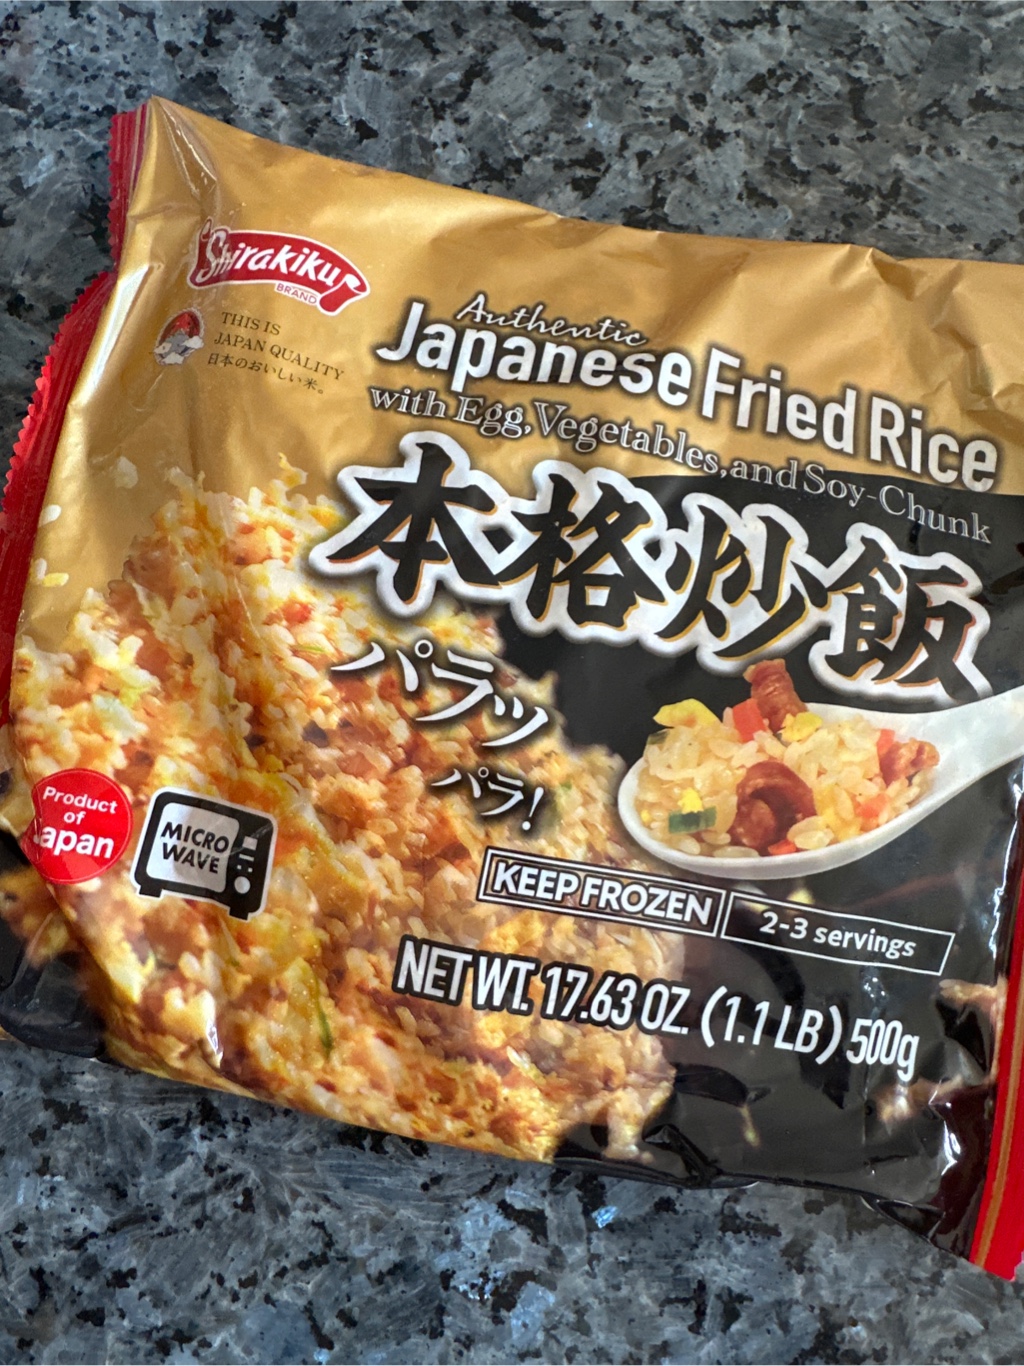 Shirakiku
BRAND
THIS IS
JAPAN QUALITY
日本のおいしい米。
Authentic
Japanese Fried Rice
with Egg, Vegetables, and Soy-Chunk
本格炒飯
パラッ
パラ!
Product
of
Japan
MICRO
WAVE
KEEP FROZEN
2-3 servings
NET WT. 17.63 OZ. (1.1 LB) 500g